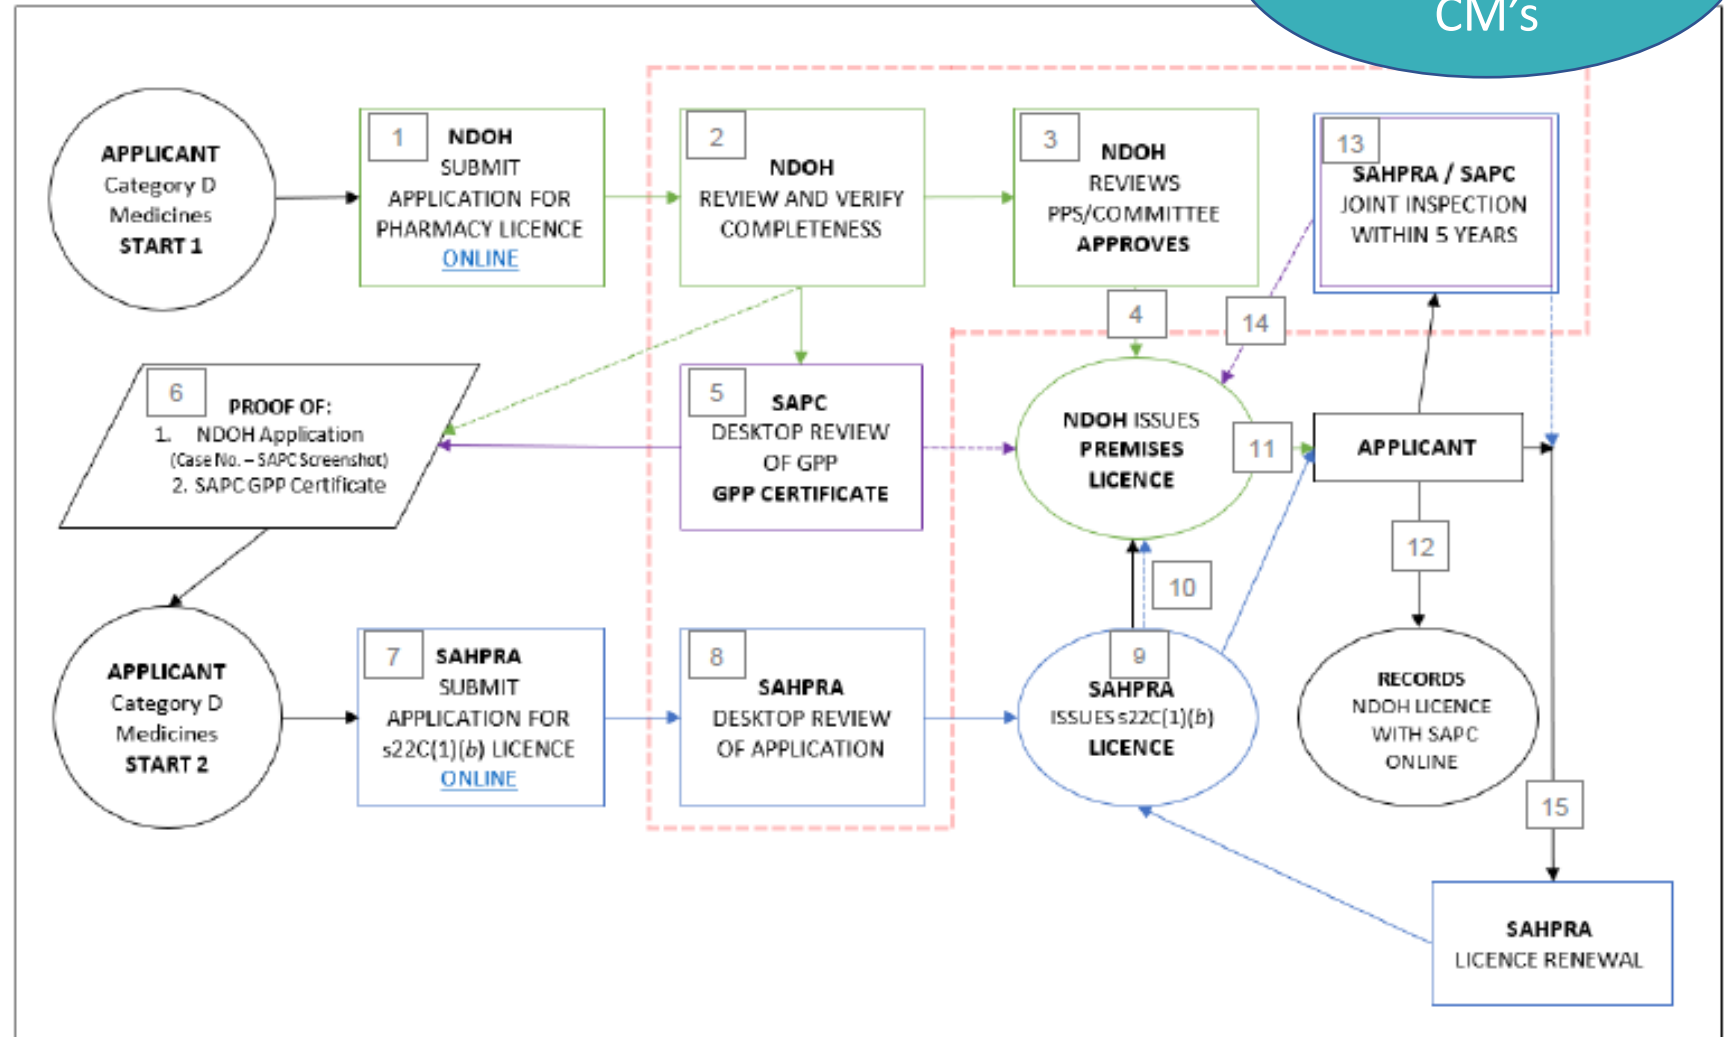 CM's
APPLICANT
Category D
Medicines
START 1
1
NDOH
SUBMIT
APPLICATION FOR
PHARMACY LICENCE
ONLINE
2
NDOH
REVIEW AND VERIFY
COMPLETENESS
3
NDOH
REVIEWS
PPS/COMMITTEE
APPROVES
13
SAHPRA / SAPC
JOINT INSPECTION
WITHIN 5 YEARS
4
14
6
PROOF OF:
1. NDOH Application
(Case No. – SAPC Screenshot)
2. SAPC GPP Certificate
5
SAPC
DESKTOP REVIEW
OF GPP
GPP CERTIFICATE
NDOH ISSUES
PREMISES
LICENCE
11
APPLICANT
12
10
APPLICANT
Category D
Medicines
START 2
7
SAHPRA
SUBMIT
APPLICATION FOR
s22C(1)(b) LICENCE
ONLINE
8
SAHPRA
DESKTOP REVIEW
OF APPLICATION
9
SAHPRA
ISSUES s22C(1)(b)
LICENCE
RECORDS
NDOH LICENCE
WITH SAPC
ONLINE
15
SAHPRA
LICENCE RENEWAL